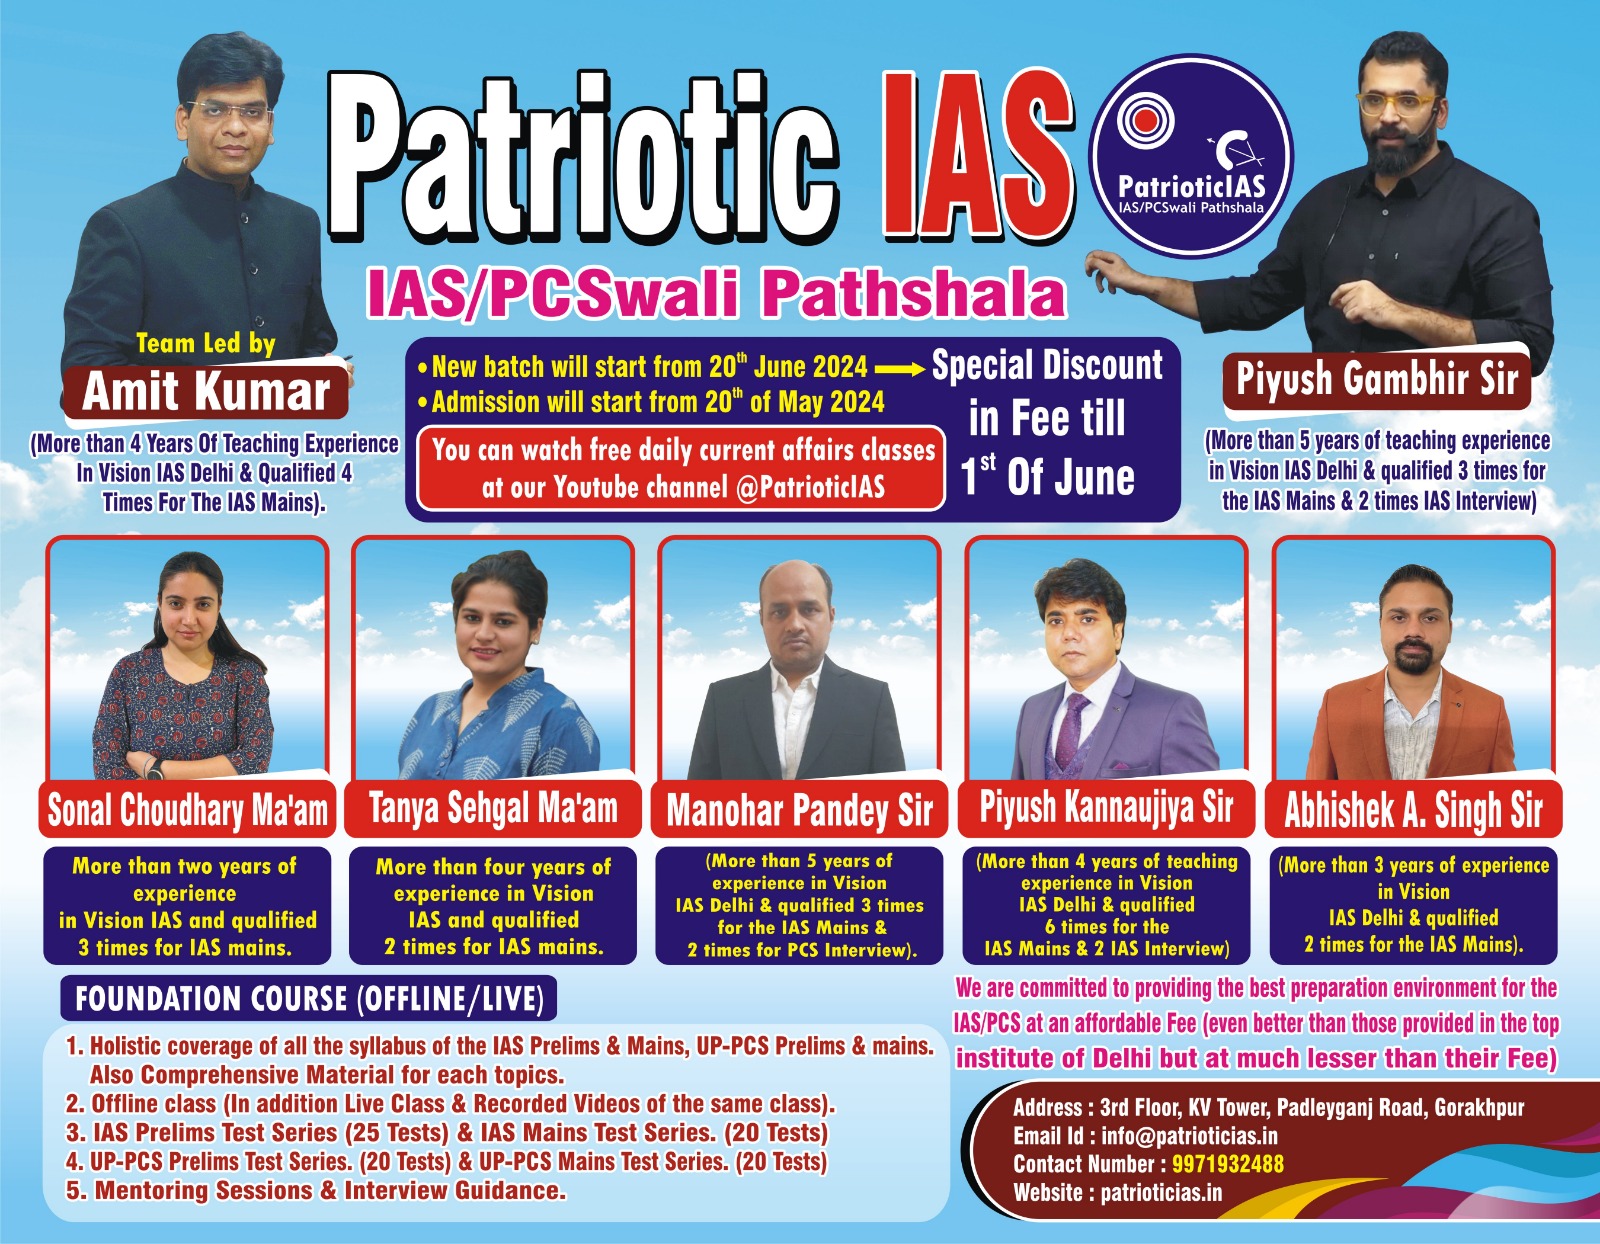 Patriotic IAS
PatrioticIAS
IAS/PCSwali Pathshala
IAS/PCSwali Pathshala
Team Led by
Amit Kumar
(More than 4 Years Of Teaching Experience
In Vision IAS Delhi & Qualified 4
Times For The IAS Mains).
• New batch will start from 20th June 2024
• Admission will start from 20th of May 2024
You can watch free daily current affairs classes
at our Youtube channel @PatrioticIAS
Special Discount
in Fee till
1st Of June
Piyush Gambhir Sir
(More than 5 years of teaching experience
in Vision IAS Delhi & qualified 3 times for
the IAS Mains & 2 times IAS Interview)
Sonal Choudhary Ma'am
More than two years of
experience
in Vision IAS and qualified
3 times for IAS mains.
Tanya Sehgal Ma'am
More than four years of
experience in Vision
IAS and qualified
2 times for IAS mains.
Manohar Pandey Sir
(More than 5 years of
experience in Vision
IAS Delhi & qualified 3 times
for the IAS Mains &
2 times for PCS Interview).
Piyush Kannaujiya Sir
(More than 4 years of teaching
experience in Vision
IAS Delhi & qualified
6 times for the
IAS Mains & 2 IAS Interview)
Abhishek A. Singh Sir
(More than 3 years of experience
in Vision
IAS Delhi & qualified
2 times for the IAS Mains).
FOUNDATION COURSE (OFFLINE/LIVE)
1. Holistic coverage of all the syllabus of the IAS Prelims & Mains, UP-PCS Prelims & mains.
Also Comprehensive Material for each topics.
2. Offline class (In addition Live Class & Recorded Videos of the same class).
3. IAS Prelims Test Series (25 Tests) & IAS Mains Test Series. (20 Tests)
4. UP-PCS Prelims Test Series. (20 Tests) & UP-PCS Mains Test Series. (20 Tests)
5. Mentoring Sessions & Interview Guidance.
We are committed to providing the best preparation environment for the
IAS/PCS at an affordable Fee (even better than those provided in the top
institute of Delhi but at much lesser than their Fee)
Address : 3rd Floor, KV Tower, Padleyganj Road, Gorakhpur
Email Id : info@patrioticias.in
Contact Number : 9971932488
Website : patrioticias.in